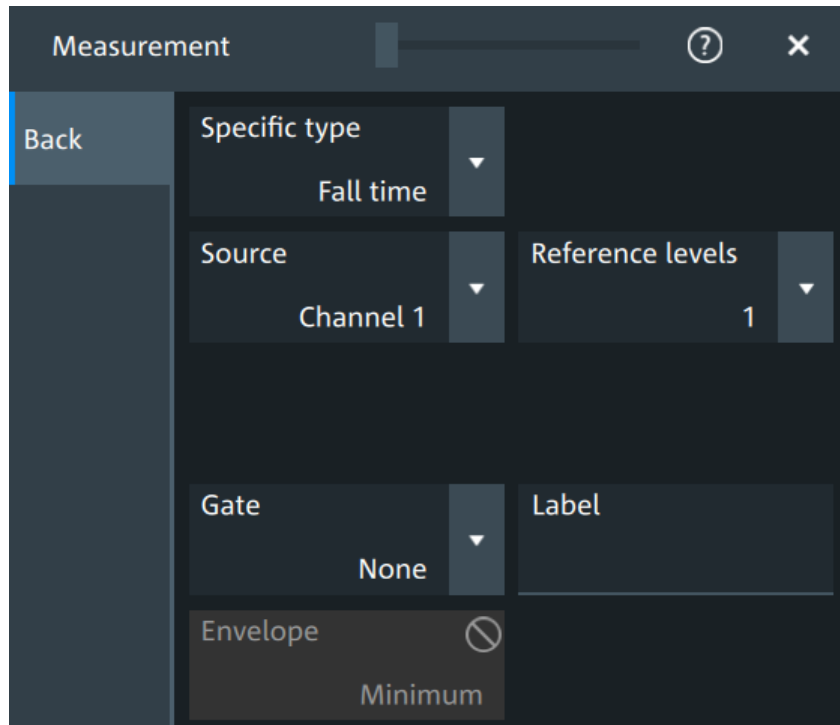 Measurement
Back
Specific type
Fall time
Source
Channel 1
Reference levels
1
Gate
None
Label
Envelope
Minimum